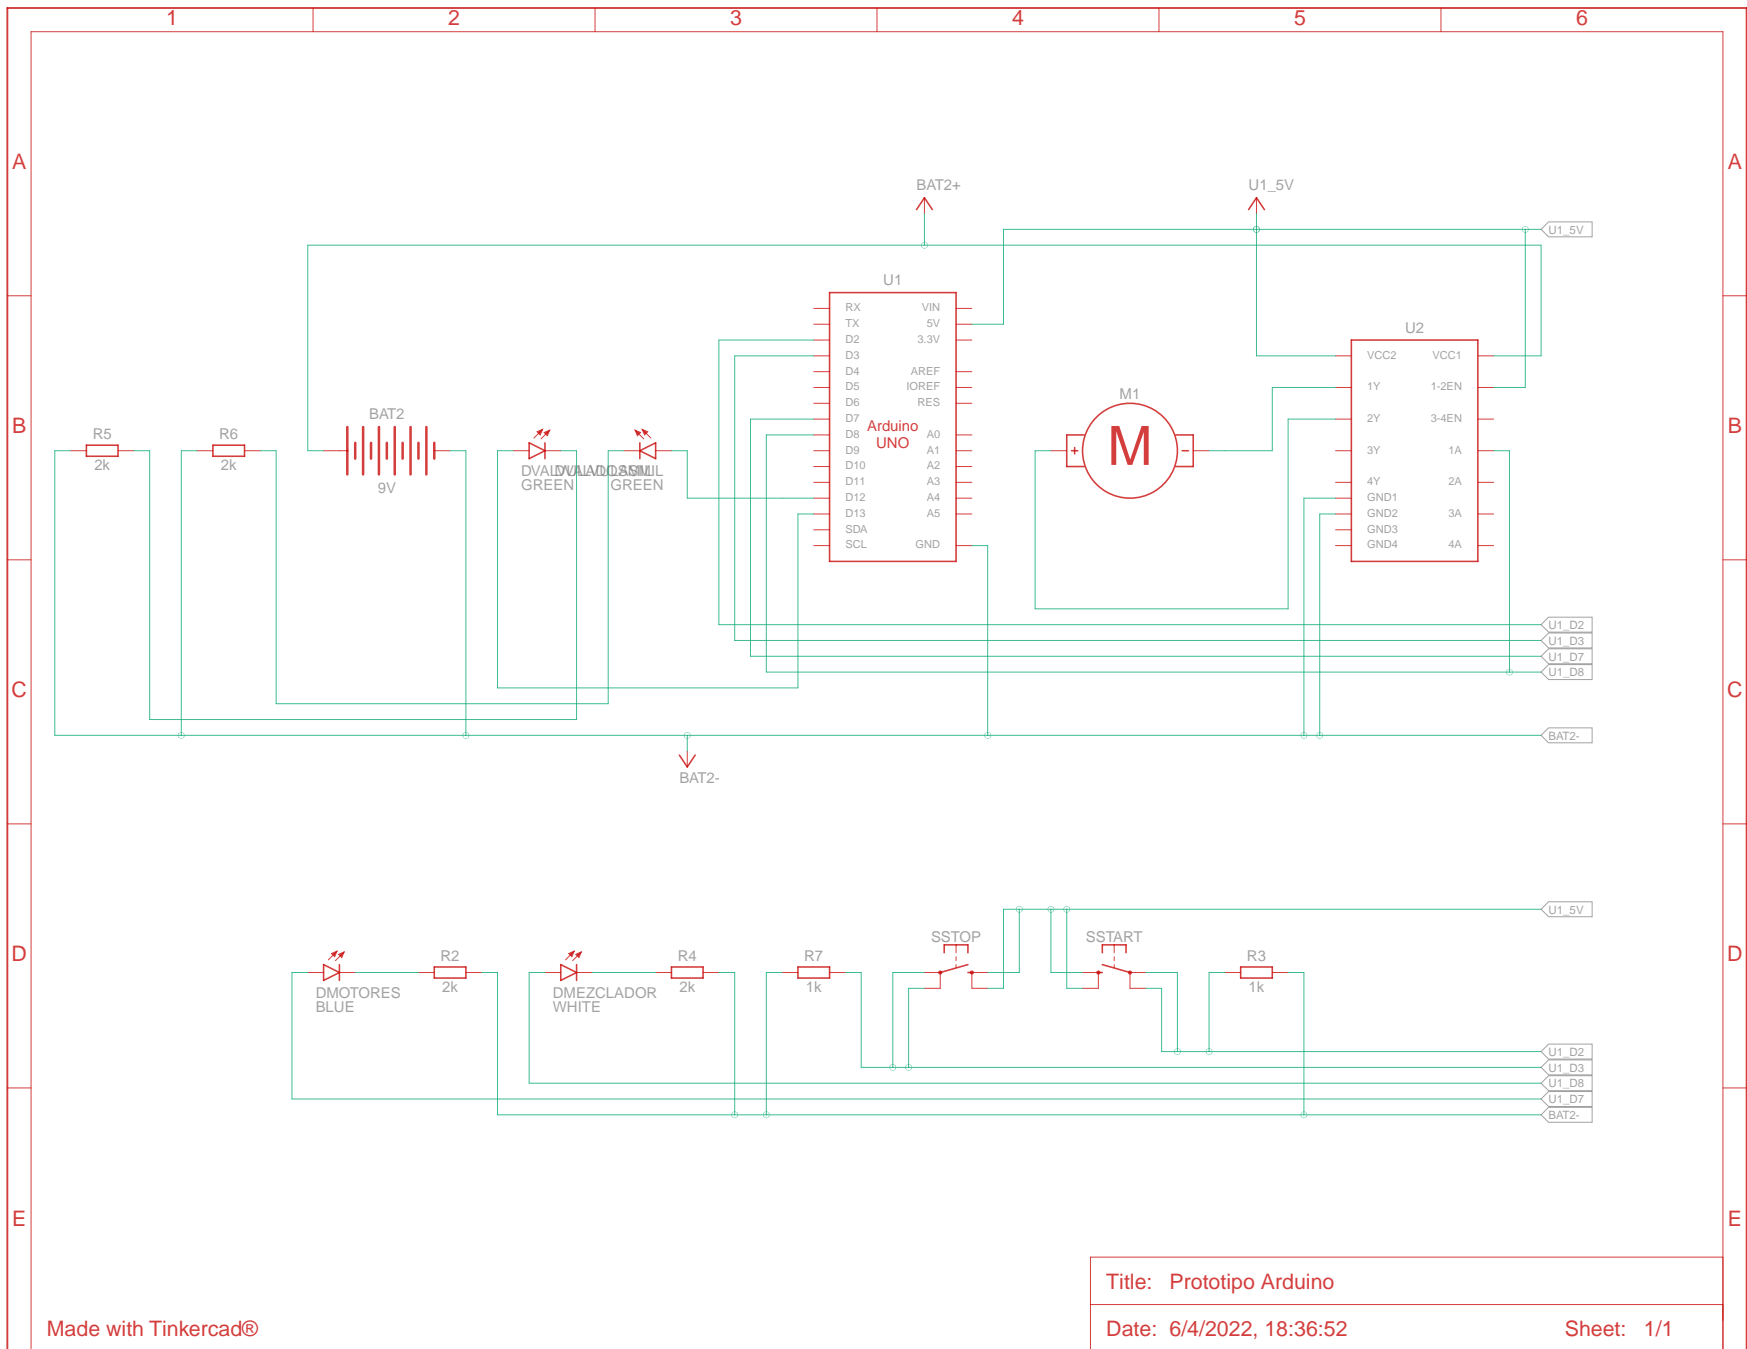 1 2 3 4 5 6
A A
BAT2+ U1_5V
U1_5V
U1
RX VIN
TX 5V
D2 3.3V
D3
D4 AREF
D5 IOREF
D6 RES
D7
D8 A0
D9 A1
D10 A2
D11 A3
D12 A4
D13 A5
SDA
SCL GND
Arduino
UNO
U2
VCC2 VCC1
1Y 1-2EN
2Y 3-4EN
3Y 1A
4Y 2A
GND1
GND2 3A
GND3
GND4 4A
M1
+ M -
B B
R5
2k
R6
2k
BAT2
9V
GREEN GREEN
U1_D2
U1_D3
U1_D7
U1_D8
C C
BAT2-
BAT2-
U1_5V
D D
DMOTORES
BLUE
R2
2k
DMEZCLADOR
WHITE
R4
2k
R7
1k
SSTOP
SSTART
R3
1k
U1_D2
U1_D3
U1_D8
U1_D7
BAT2-
E E
Title: Prototipo Arduino
Made with Tinkercad®
Date: 6/4/2022, 18:36:52 Sheet: 1/1